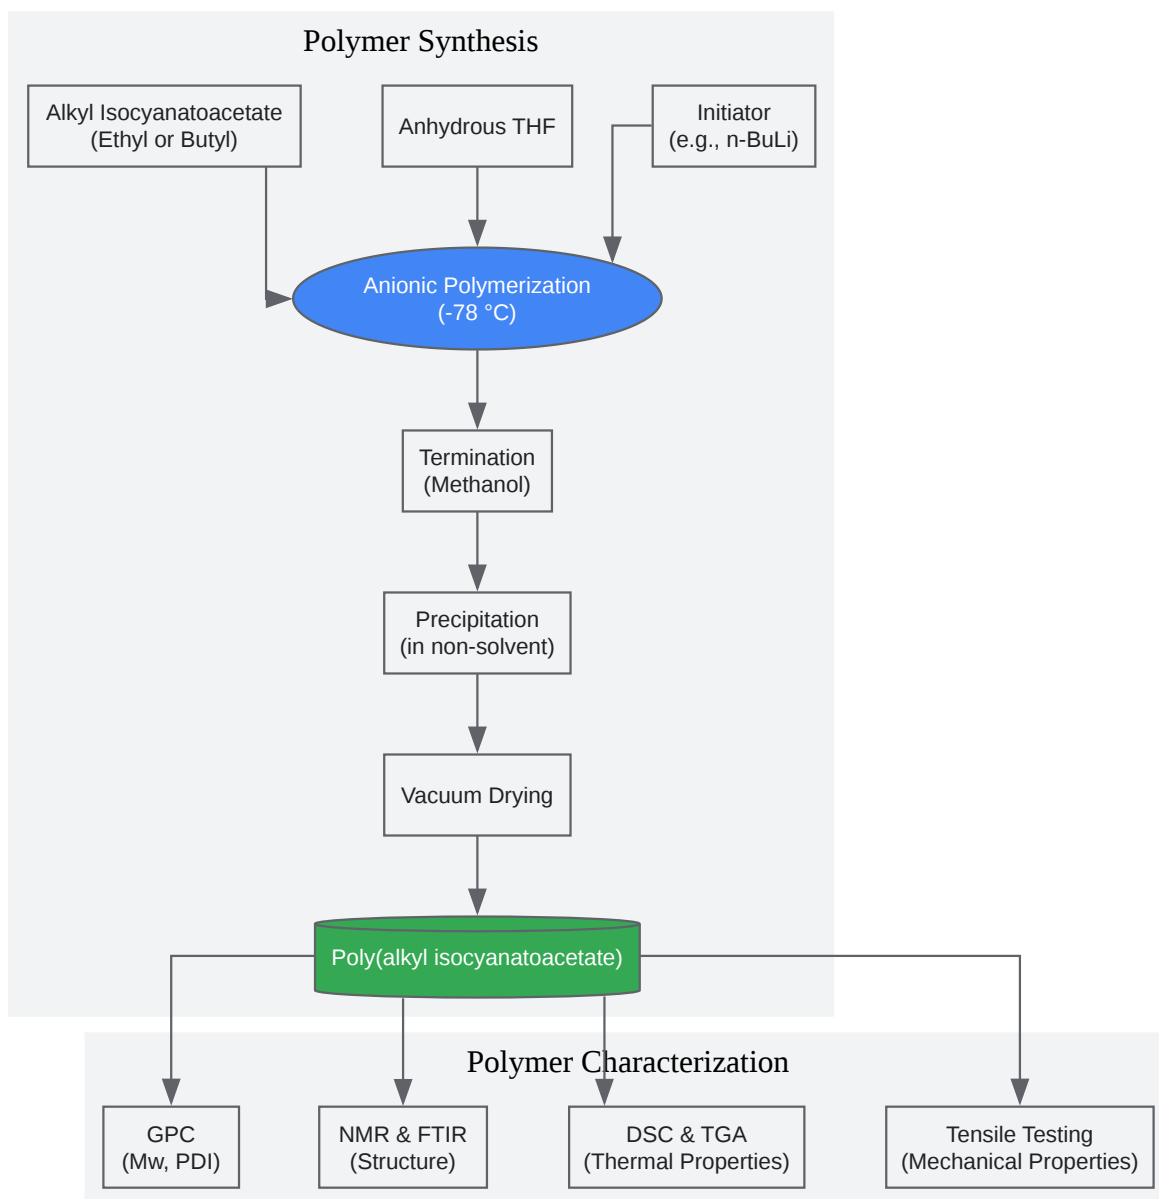 Polymer Synthesis
Alkyl Isocyanatoacetate
(Ethyl or Butyl)
Anhydrous THF
Initiator
(e.g., n-BuLi)
Anionic Polymerization
(-78 °C)
Termination
(Methanol)
Precipitation
(in non-solvent)
Vacuum Drying
Poly(alkyl isocyanatoacetate)
Polymer Characterization
GPC
(Mw, PDI)
NMR & FTIR
(Structure)
DSC & TGA
(Thermal Properties)
Tensile Testing
(Mechanical Properties)